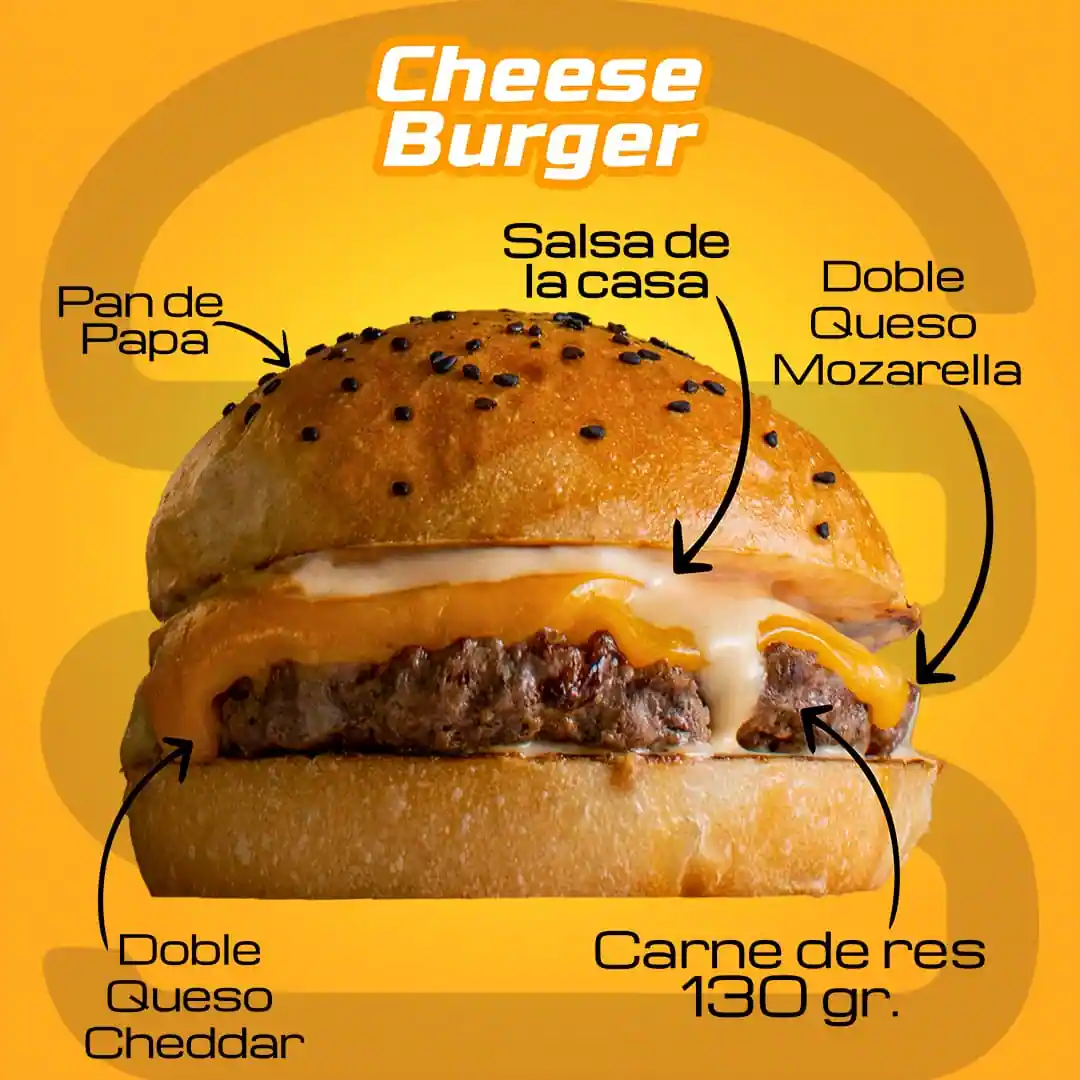 Cheese
Burger
Salsa de
la casa
Doble
Queso
Mozarella
Pan de
Papa
Doble
Queso
Cheddar
Carne de res
130 gr.